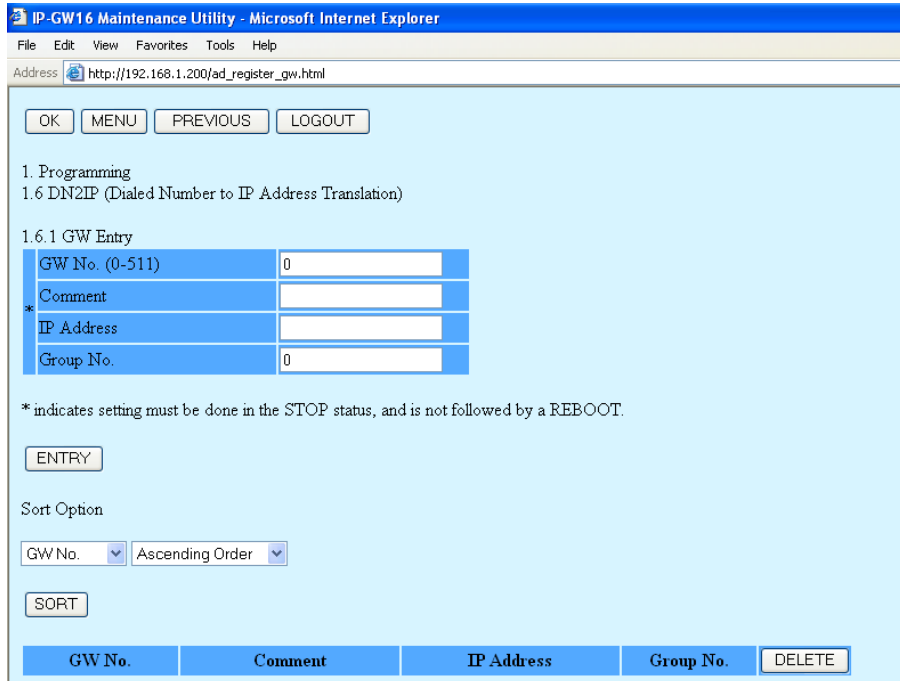 IP-GW16 Maintenance Utility - Microsoft Internet Explorer
File Edit View Favorites Tools Help
Address http://192.168.1.200/ad_register_gw.html
OK MENU PREVIOUS LOGOUT
1. Programming
1.6 DN2IP (Dialed Number to IP Address Translation)
1.6.1 GW Entry
GW No. (0-511) 0
Comment
*
IP Address
Group No. 0
* indicates setting must be done in the STOP status, and is not followed by a REBOOT.
ENTRY
Sort Option
GW No. Ascending Order
SORT
GW No. Comment IP Address Group No. DELETE